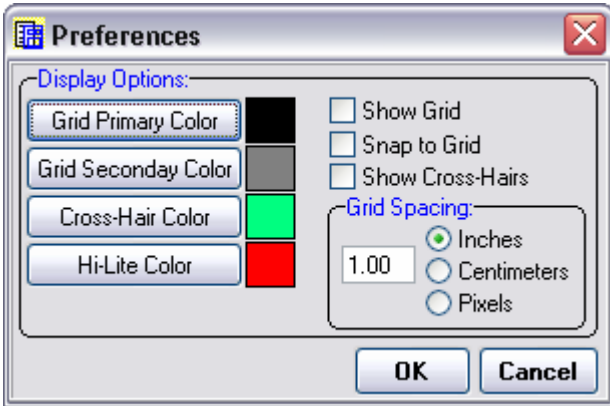 Preferences
Display Options:
Grid Primary Color
Grid Seconday Color
Cross-Hair Color
Hi-Lite Color
Show Grid
Snap to Grid
Show Cross-Hairs
Grid Spacing:
1.00
Inches
Centimeters
Pixels
OK
Cancel